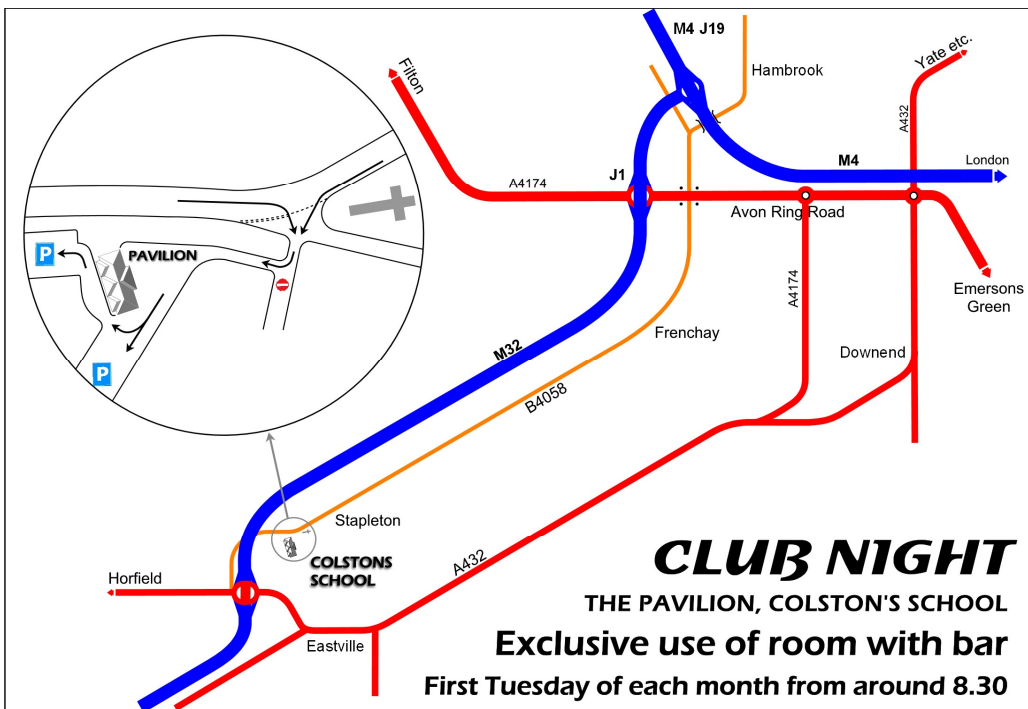 M4 J19
Hambrook
Yate etc.
Filton
A432
J1
M4
London
A4174
Avon Ring Road
P
PAVILION
A4174
Emersons
Green
Frenchay
M32
Downend
P
B4058
Stapleton
COLSTONS
SCHOOL
A432
Horfield
Eastville
CLUB NIGHT
THE PAVILION, COLSTON'S SCHOOL
Exclusive use of room with bar
First Tuesday of each month from around 8.30